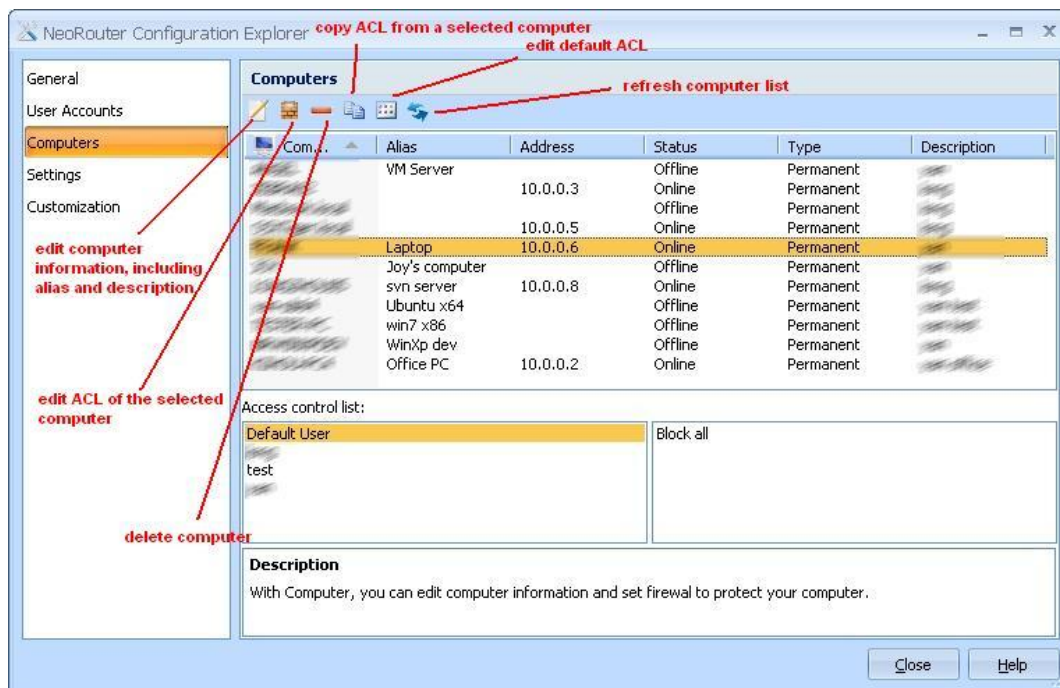 NeoRouter Configuration Explorer
copy ACL from a selected computer
edit default ACL
refresh computer list
General
User Accounts
Computers
Settings
Customization
edit computer
information, including
alias and description
edit ACL of the selected
computer
delete computer
Computers
Com... Alias Address Status Type Description
VM Server Offline Permanent
10.0.0.3 Online Permanent
Offline Permanent
10.0.0.5 Online Permanent
Laptop 10.0.0.6 Online Permanent
Joy's computer Offline Permanent
svn server 10.0.0.8 Online Permanent
Ubuntu x64 Offline Permanent
win7 x86 Offline Permanent
WinXp dev Offline Permanent
Office PC 10.0.0.2 Online Permanent
Access control list:
Default User
test
Block all
Description
With Computer, you can edit computer information and set firewal to protect your computer.
Close Help